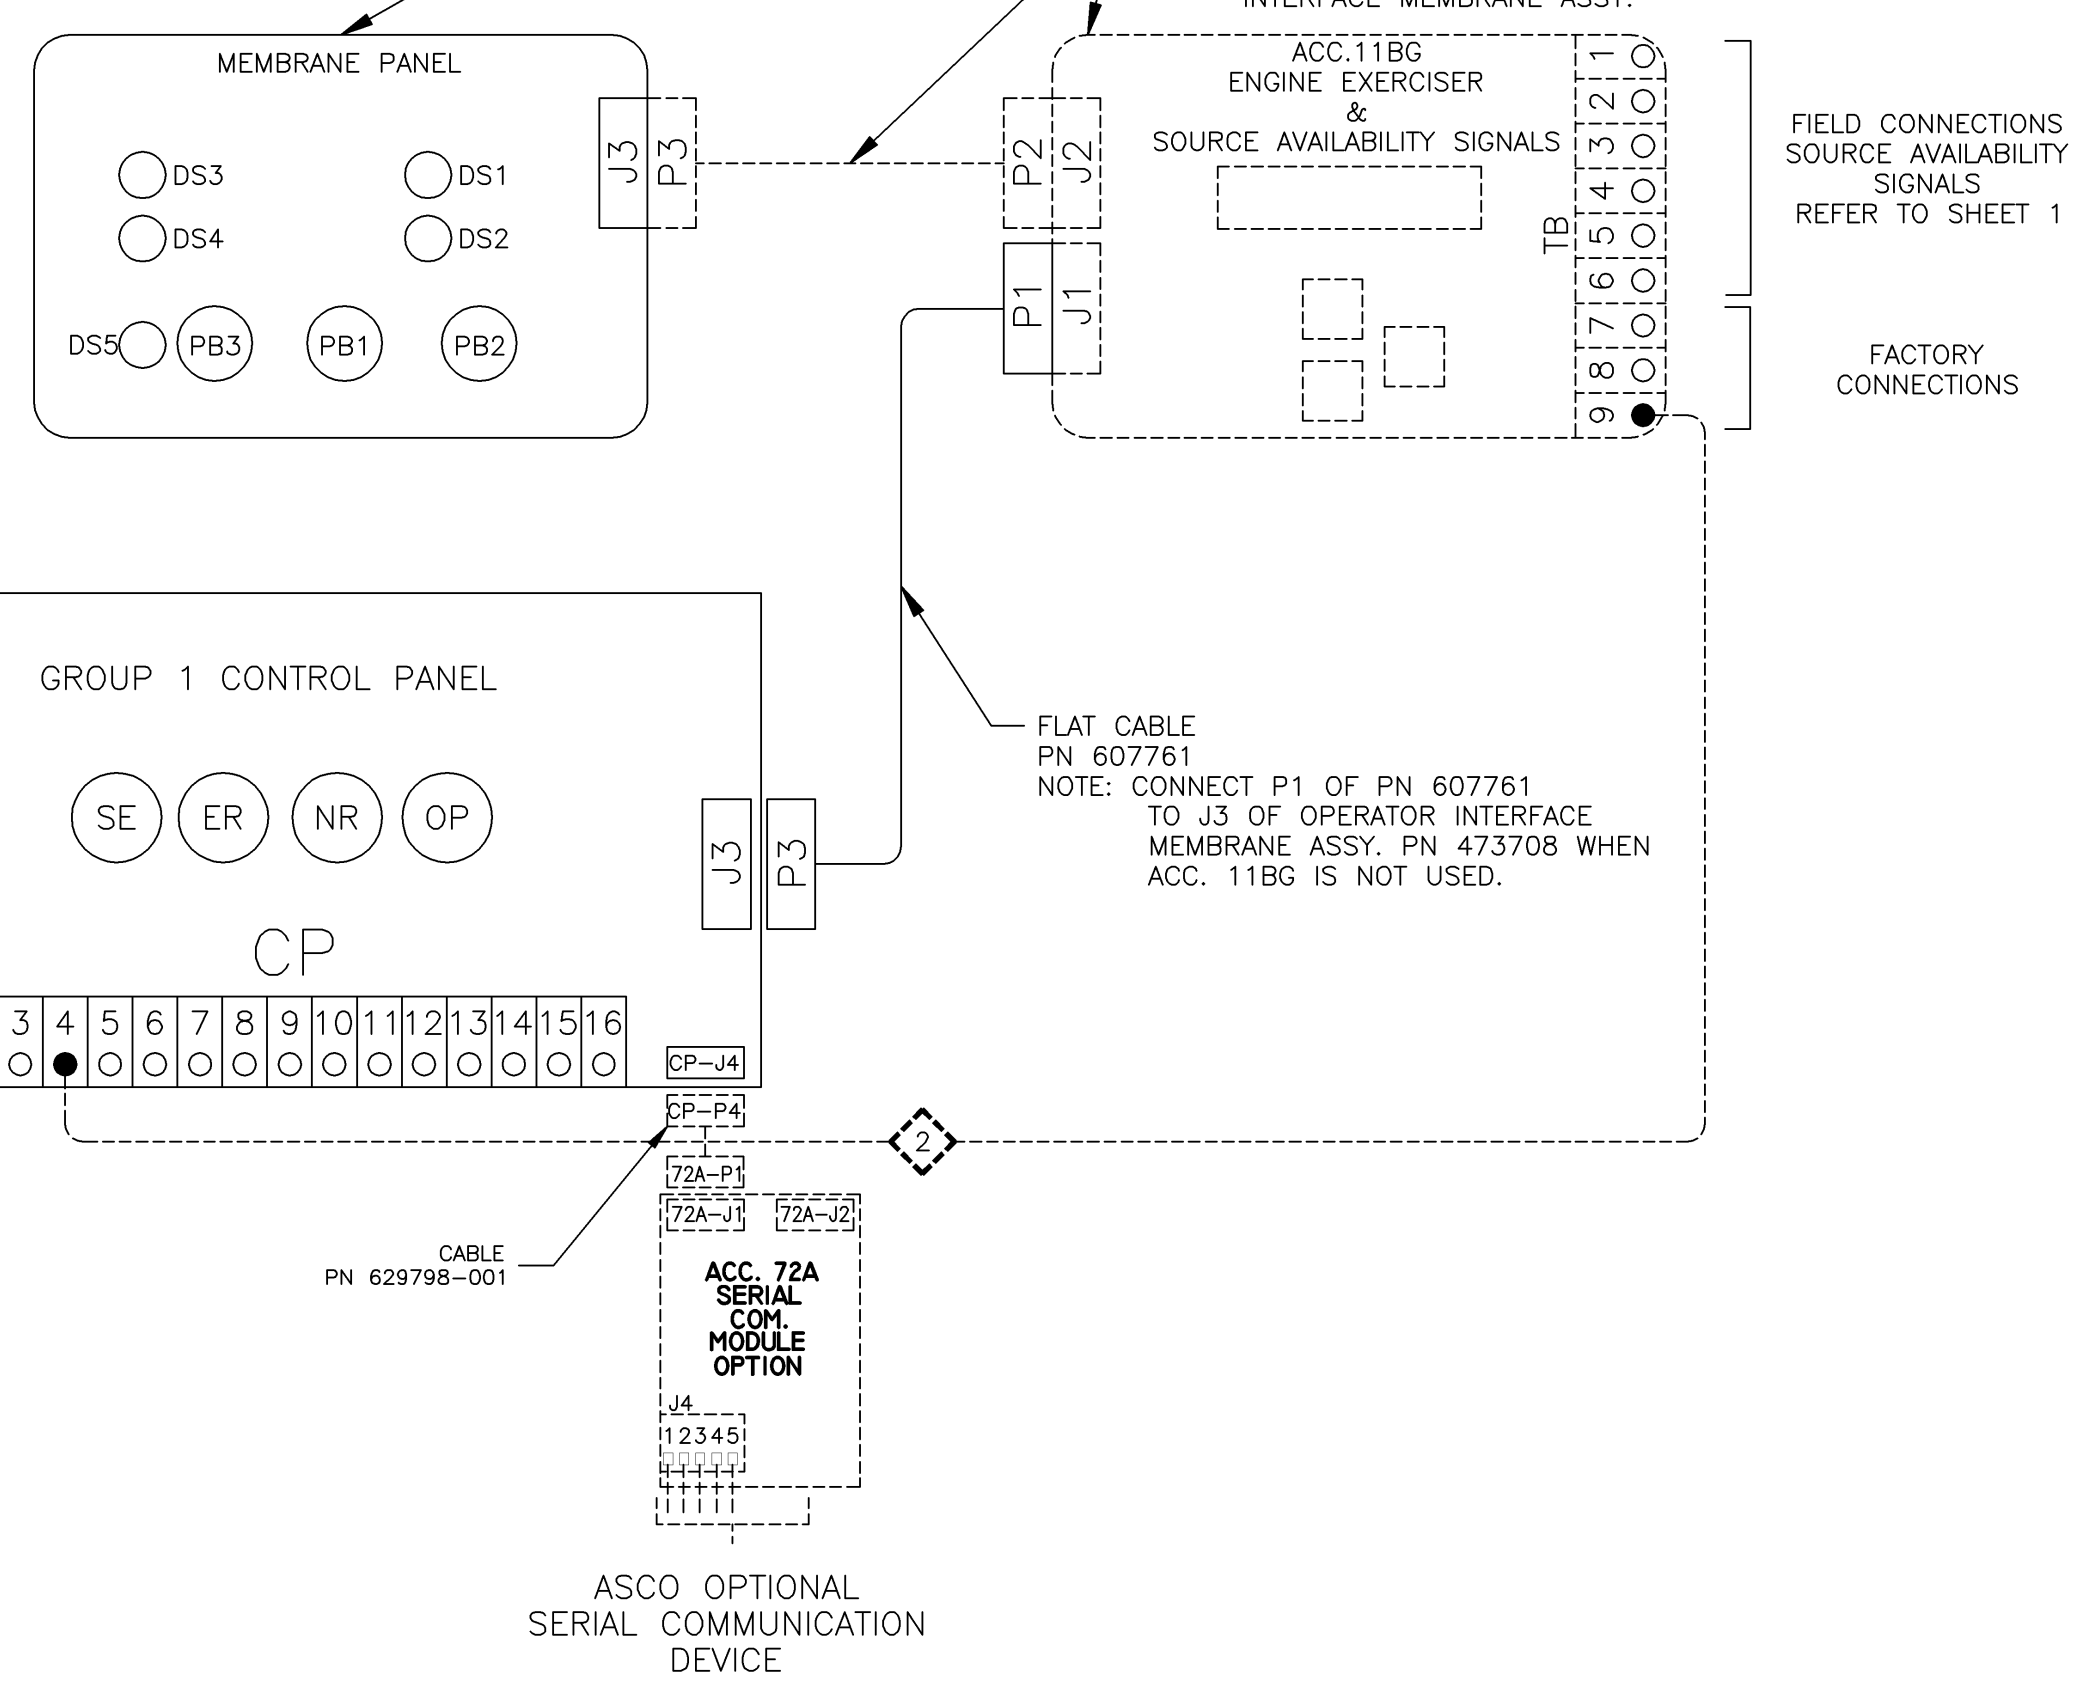 INTERFACE MEMBRANE ASSY.
MEMBRANE PANEL
DS3
DS1
DS4
DS2
DS5
PB3
PB1
PB2
J3
P3
P2
J2
P1
J1
ACC.11BG
ENGINE EXERCISER
&
SOURCE AVAILABILITY SIGNALS
TB
1
2
3
4
5
6
7
8
9
FIELD CONNECTIONS
SOURCE AVAILABILITY
SIGNALS
REFER TO SHEET 1
FACTORY
CONNECTIONS
GROUP 1 CONTROL PANEL
SE
ER
NR
OP
CP
J3
P3
FLAT CABLE
PN 607761
NOTE: CONNECT P1 OF PN 607761
TO J3 OF OPERATOR INTERFACE
MEMBRANE ASSY. PN 473708 WHEN
ACC. 11BG IS NOT USED.
3 4 5 6 7 8 9 10 11 12 13 14 15 16
CP-J4
CP-P4
2
72A-P1
72A-J1
72A-J2
CABLE
PN 629798-001
ACC. 72A
SERIAL
COM.
MODULE
OPTION
J4
1 2 3 4 5
ASCO OPTIONAL
SERIAL COMMUNICATION
DEVICE